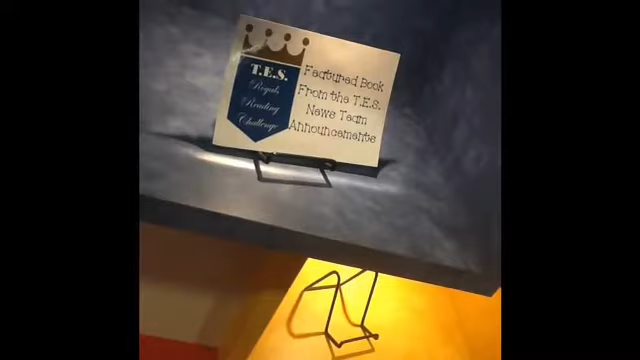 T.E.S.
Royals
Reading
Challenge
Featured Book
From the T.E.S.
News Team
Announcements